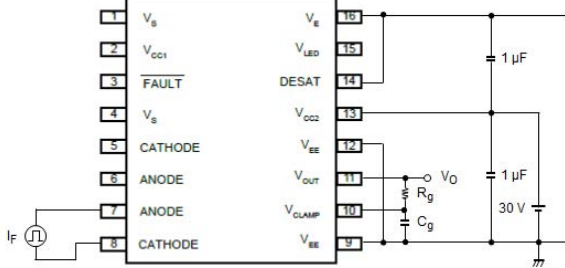 1 V_S V_E 16
2 V_CC1 V_LED 15
3 FAULT DESAT 14
4 V_S V_CC2 13
5 CATHODE V_EE 12
6 ANODE V_OUT 11
7 ANODE V_CLAMP 10
8 CATHODE V_EE 9
I_F
V_O
R_g
C_g
1 µF
1 µF
30 V